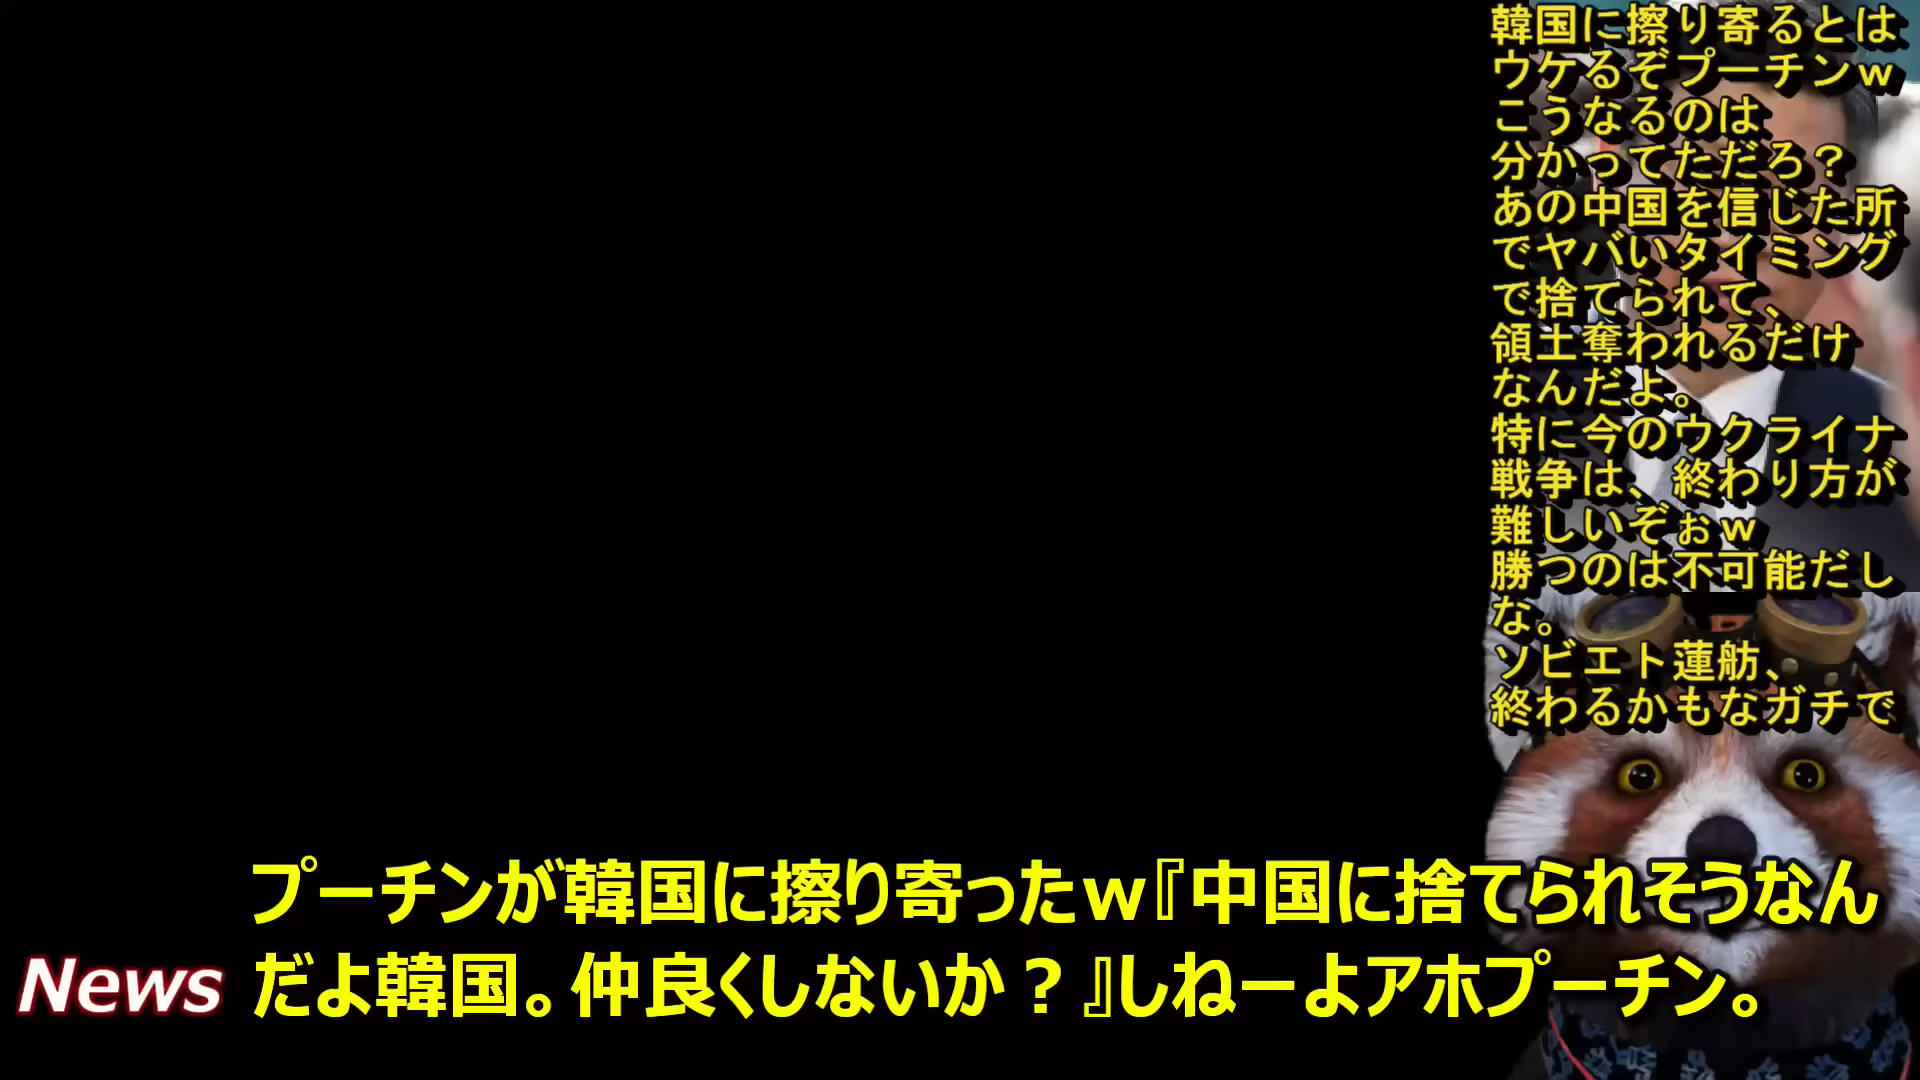 韓国に擦り寄るとは
ウケるぞプーチンｗ
こうなるのは
分かってただろ？
あの中国を信じた所
でヤバいタイミング
で捨てられて、
領土奪われるだけ
なんだよ。
特に今のウクライナ
戦争は、終わり方が
難しいぞぉｗ
勝つのは不可能だし
な。
ソビエト蓮舫、
終わるかもなガチで
プーチンが韓国に擦り寄ったｗ『中国に捨てられそうなん
だよ韓国。仲良くしないか？』しねーよアホプーチン。
News